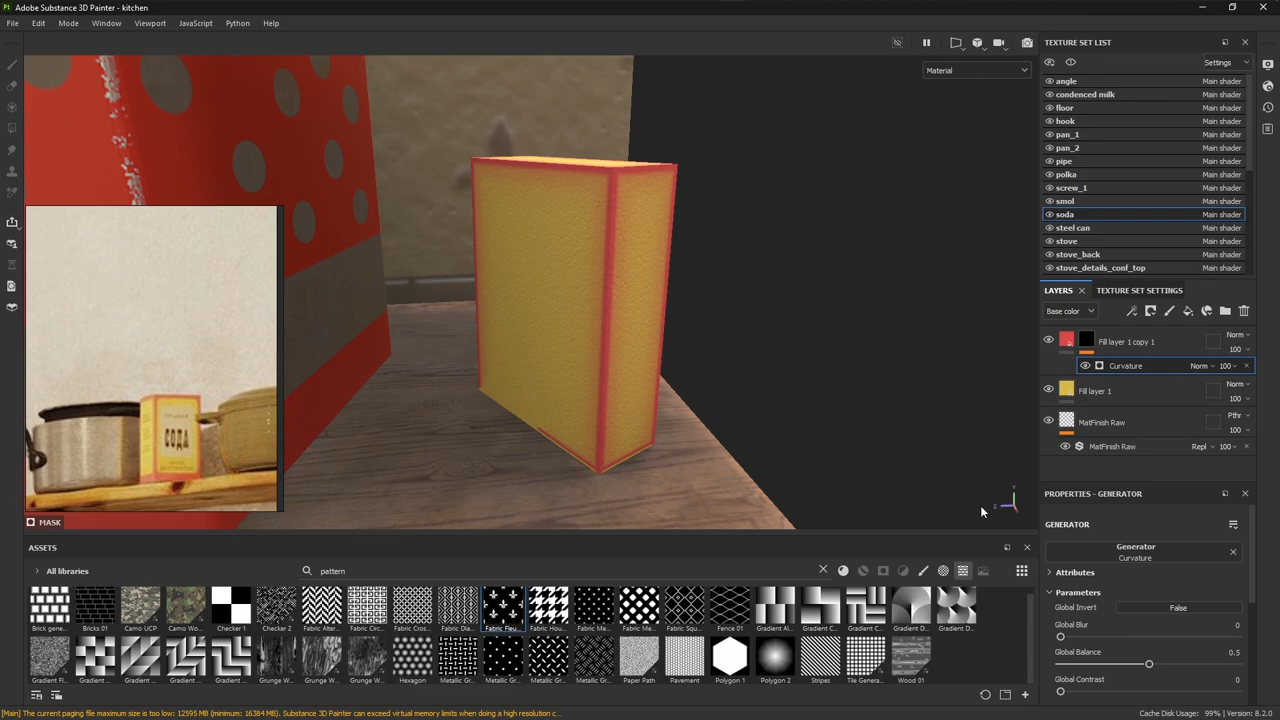 Adobe Substance 3D Painter - kitchen
File Edit Mode Window Viewport JavaScript Python Help
Material
TEXTURE SET LIST
Settings
angle Main shader
condenced milk Main shader
floor Main shader
hook Main shader
pan_1 Main shader
pan_2 Main shader
pipe Main shader
polka Main shader
screw_1 Main shader
smol Main shader
soda Main shader
steel can Main shader
stove Main shader
stove_back Main shader
stove_details_conf_top Main shader
LAYERS TEXTURE SET SETTINGS
Base color
Norm
Fill layer 1 copy 1
100
Curvature Norm 100
Norm
Fill layer 1
100
Pthr
MatFinish Raw
100
MatFinish Raw Repl 100
СОДА
MASK
PROPERTIES - GENERATOR
GENERATOR
Generator
Curvature
Attributes
Parameters
Global Invert False
Global Blur 0
Global Balance 0.5
Global Contrast 0
ASSETS
All libraries pattern
Brick gene... Bricks 01 Camo UCP Camo Wo... Checker 1 Checker 2 Fabric Alter... Fabric Circ... Fabric Cros... Fabric Dia... Fabric Fleu... Fabric Hou... Fabric Me... Fabric Me... Fabric Squ... Fence 01 Gradient Al... Gradient C... Gradient C... Gradient D... Gradient D...
Gradient Fl... Gradient ... Gradient ... Gradient ... Gradient ... Grunge W... Grunge W... Grunge W... Hexagon Metallic Gr... Metallic Gr... Metallic Gr... Metallic Gr... Paper Path Pavement Polygon 1 Polygon 2 Stripes Tile Genera... Wood 01
[Main] The current paging file maximum size is too low: 12595 MB (minimum: 16384 MB). Substance 3D Painter can exceed virtual memory limits when doing a high resolution c...
Cache Disk Usage: 99% | Version: 8.2.0